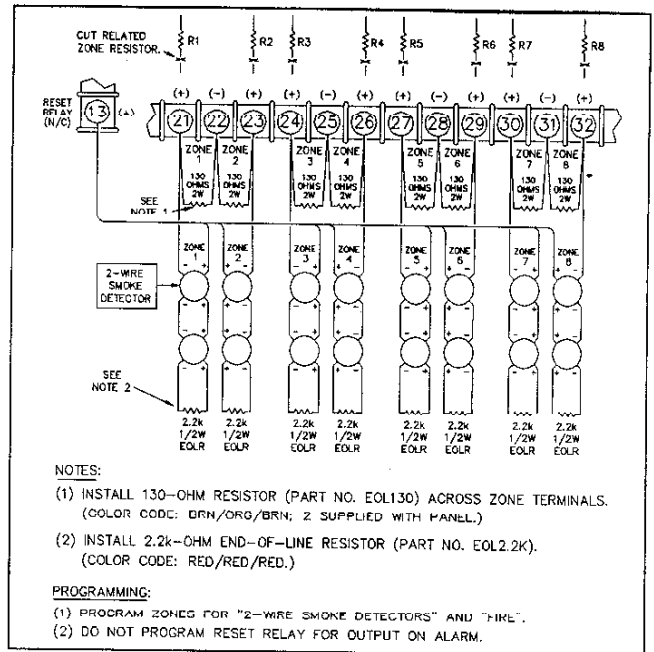 CUT RELATED
ZONE RESISTOR.
R1 R2 R3 R4 R5 R6 R7 R8
RESET
RELAY
(N/C)
13 (+)
(+) (-) (+) (+) (-) (+) (+) (-) (+) (+) (-) (+)
21 22 23 24 25 26 27 28 29 30 31 32
ZONE ZONE ZONE ZONE ZONE ZONE ZONE ZONE
1 2 3 4 5 6 7 8
130 130 130 130 130 130 130 130
OHMS OHMS OHMS OHMS OHMS OHMS OHMS OHMS
2W 2W 2W 2W 2W 2W 2W 2W
SEE
NOTE 1
ZONE ZONE ZONE ZONE ZONE ZONE ZONE ZONE
1 2 3 4 5 6 7 8
- + + - - + + - - + + - - + + -
2-WIRE
SMOKE
DETECTOR
SEE
NOTE 2
2.2k 2.2k 2.2k 2.2k 2.2k 2.2k 2.2k 2.2k
1/2W 1/2W 1/2W 1/2W 1/2W 1/2W 1/2W 1/2W
EOLR EOLR EOLR EOLR EOLR EOLR EOLR EOLR
NOTES:
(1) INSTALL 130-OHM RESISTOR (PART NO. EOL130) ACROSS ZONE TERMINALS.
(COLOR CODE: BRN/ORG/BRN; 2 SUPPLIED WITH PANEL.)
(2) INSTALL 2.2k-OHM END-OF-LINE RESISTOR (PART NO. EOL2.2K).
(COLOR CODE: RED/RED/RED.)
PROGRAMMING:
(1) PROGRAM ZONES FOR "2-WIRE SMOKE DETECTORS" AND "FIRE".
(2) DO NOT PROGRAM RESET RELAY FOR OUTPUT ON ALARM.